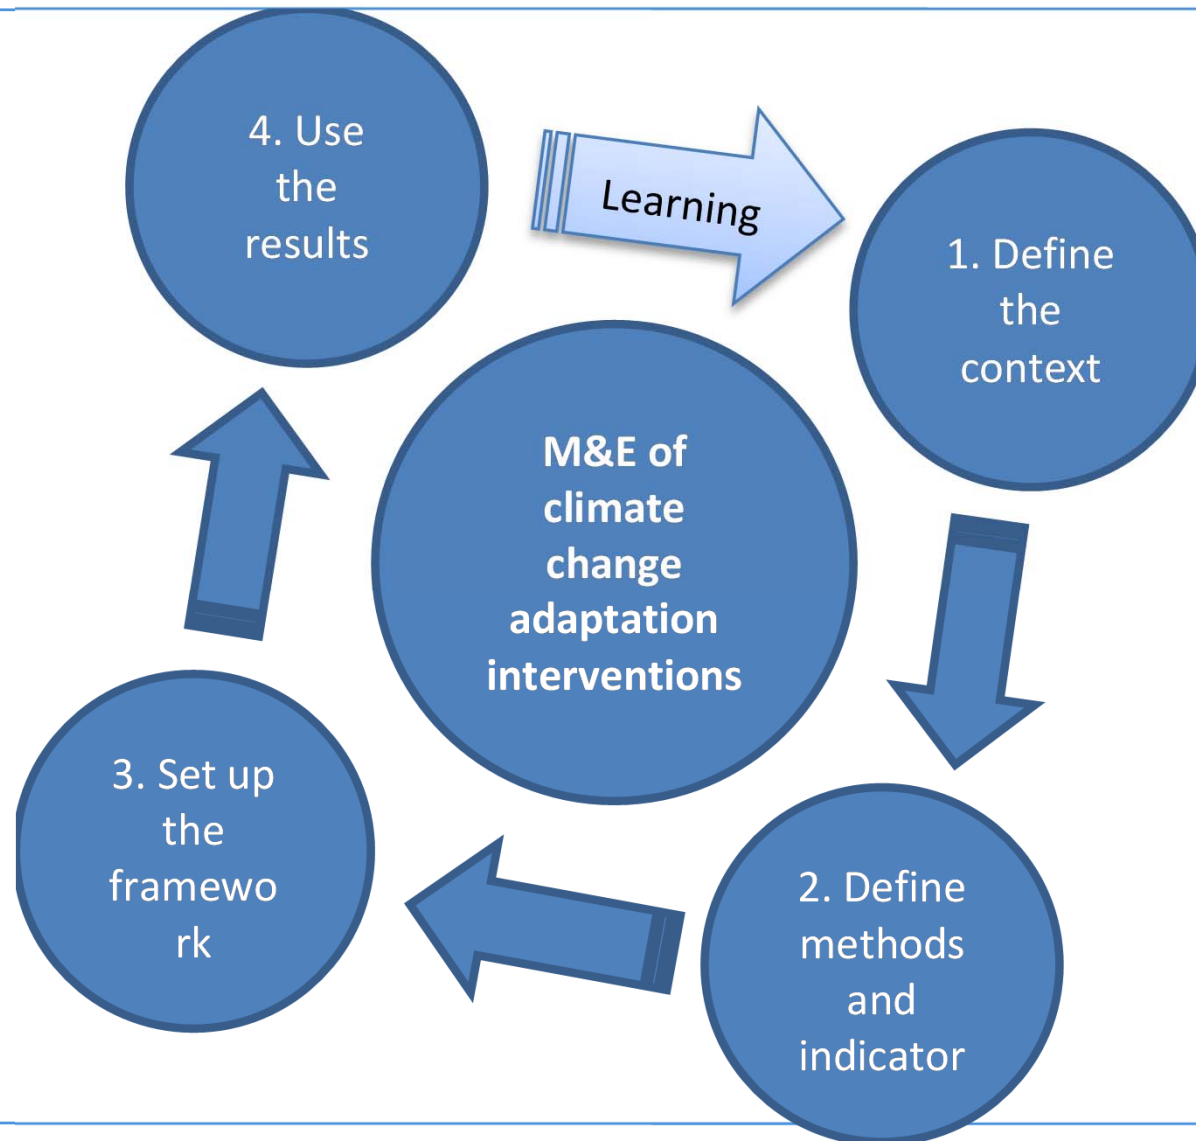 4. Use
the
results
Learning
1. Define
the
context
M&E of
climate
change
adaptation
interventions
3. Set up
the
framewo
rk
2. Define
methods
and
indicator